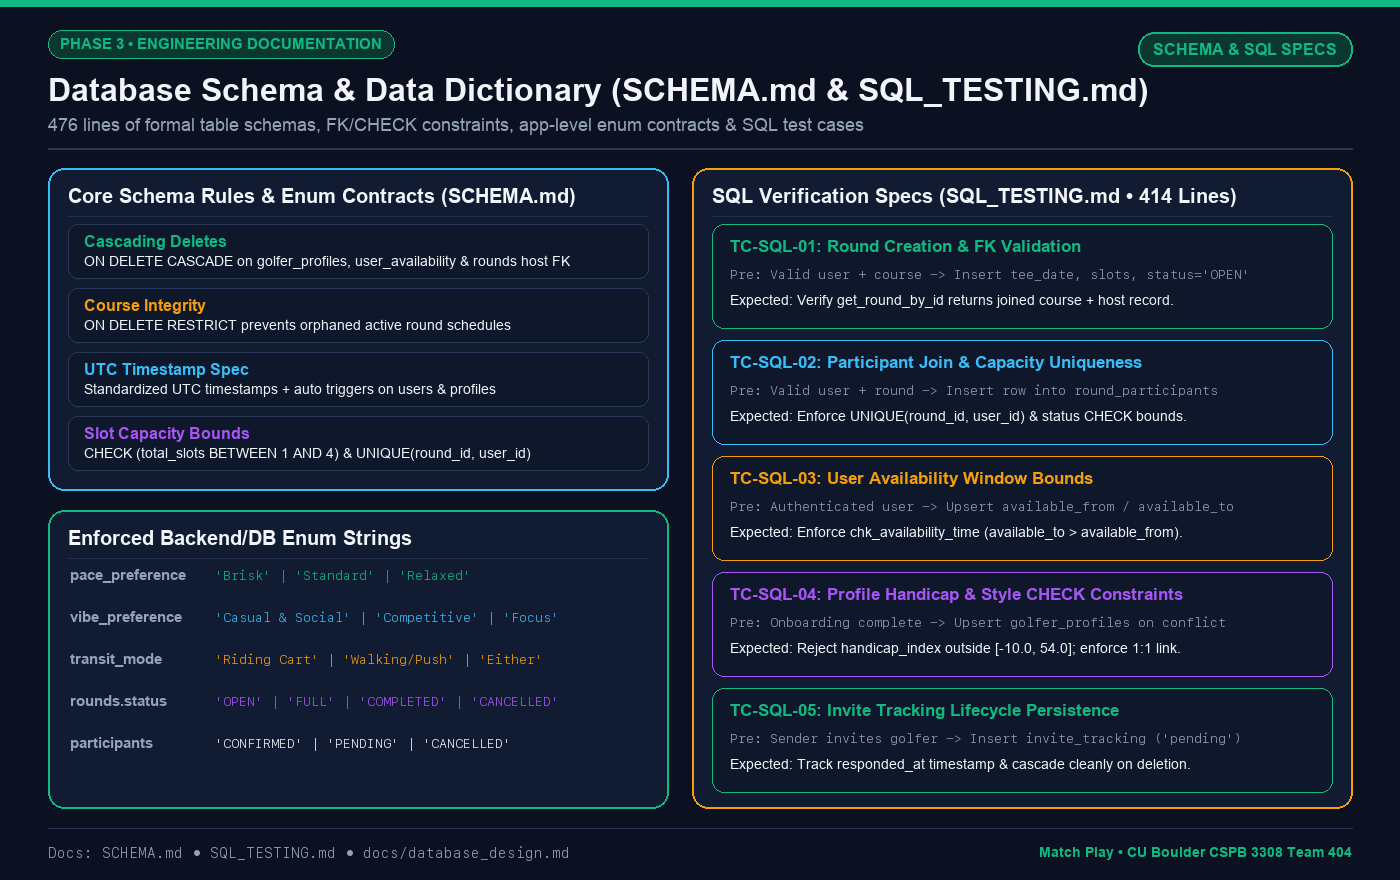 PHASE 3 • ENGINEERING DOCUMENTATION
SCHEMA & SQL SPECS
Database Schema & Data Dictionary (SCHEMA.md & SQL_TESTING.md)
476 lines of formal table schemas, FK/CHECK constraints, app-level enum contracts & SQL test cases
Core Schema Rules & Enum Contracts (SCHEMA.md)
Cascading Deletes
ON DELETE CASCADE on golfer_profiles, user_availability & rounds host FK
Course Integrity
ON DELETE RESTRICT prevents orphaned active round schedules
UTC Timestamp Spec
Standardized UTC timestamps + auto triggers on users & profiles
Slot Capacity Bounds
CHECK (total_slots BETWEEN 1 AND 4) & UNIQUE(round_id, user_id)
Enforced Backend/DB Enum Strings
pace_preference 'Brisk' | 'Standard' | 'Relaxed'
vibe_preference 'Casual & Social' | 'Competitive' | 'Focus'
transit_mode 'Riding Cart' | 'Walking/Push' | 'Either'
rounds.status 'OPEN' | 'FULL' | 'COMPLETED' | 'CANCELLED'
participants 'CONFIRMED' | 'PENDING' | 'CANCELLED'
SQL Verification Specs (SQL_TESTING.md • 414 Lines)
TC-SQL-01: Round Creation & FK Validation
Pre: Valid user + course —> Insert tee_date, slots, status='OPEN'
Expected: Verify get_round_by_id returns joined course + host record.
TC-SQL-02: Participant Join & Capacity Uniqueness
Pre: Valid user + round —> Insert row into round_participants
Expected: Enforce UNIQUE(round_id, user_id) & status CHECK bounds.
TC-SQL-03: User Availability Window Bounds
Pre: Authenticated user —> Upsert available_from / available_to
Expected: Enforce chk_availability_time (available_to > available_from).
TC-SQL-04: Profile Handicap & Style CHECK Constraints
Pre: Onboarding complete —> Upsert golfer_profiles on conflict
Expected: Reject handicap_index outside [-10.0, 54.0]; enforce 1:1 link.
TC-SQL-05: Invite Tracking Lifecycle Persistence
Pre: Sender invites golfer —> Insert invite_tracking ('pending')
Expected: Track responded_at timestamp & cascade cleanly on deletion.
Docs: SCHEMA.md • SQL_TESTING.md • docs/database_design.md
Match Play • CU Boulder CSPB 3308 Team 404